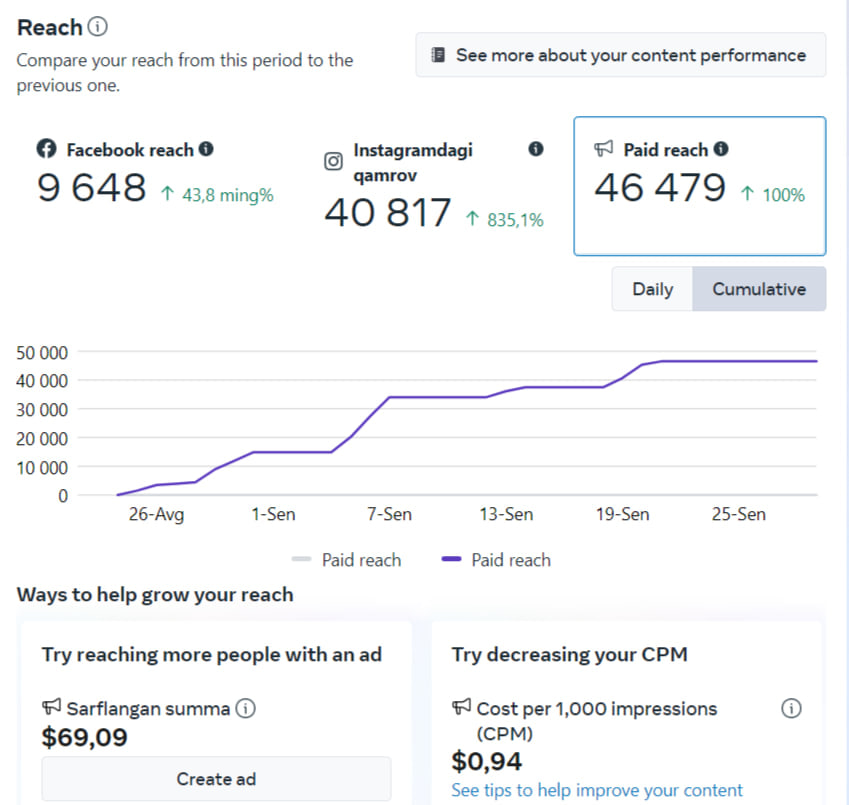 Reach
Compare your reach from this period to the
previous one.
See more about your content performance
Facebook reach
9 648 ↑ 43,8 ming%
Instagramdagi
qamrov
40 817 ↑ 835,1%
Paid reach
46 479 ↑ 100%
Daily
Cumulative
50 000
40 000
30 000
20 000
10 000
0
26-Avg 1-Sen 7-Sen 13-Sen 19-Sen 25-Sen
Paid reach Paid reach
Ways to help grow your reach
Try reaching more people with an ad
Sarflangan summa
$69,09
Create ad
Try decreasing your CPM
Cost per 1,000 impressions
(CPM)
$0,94
See tips to help improve your content